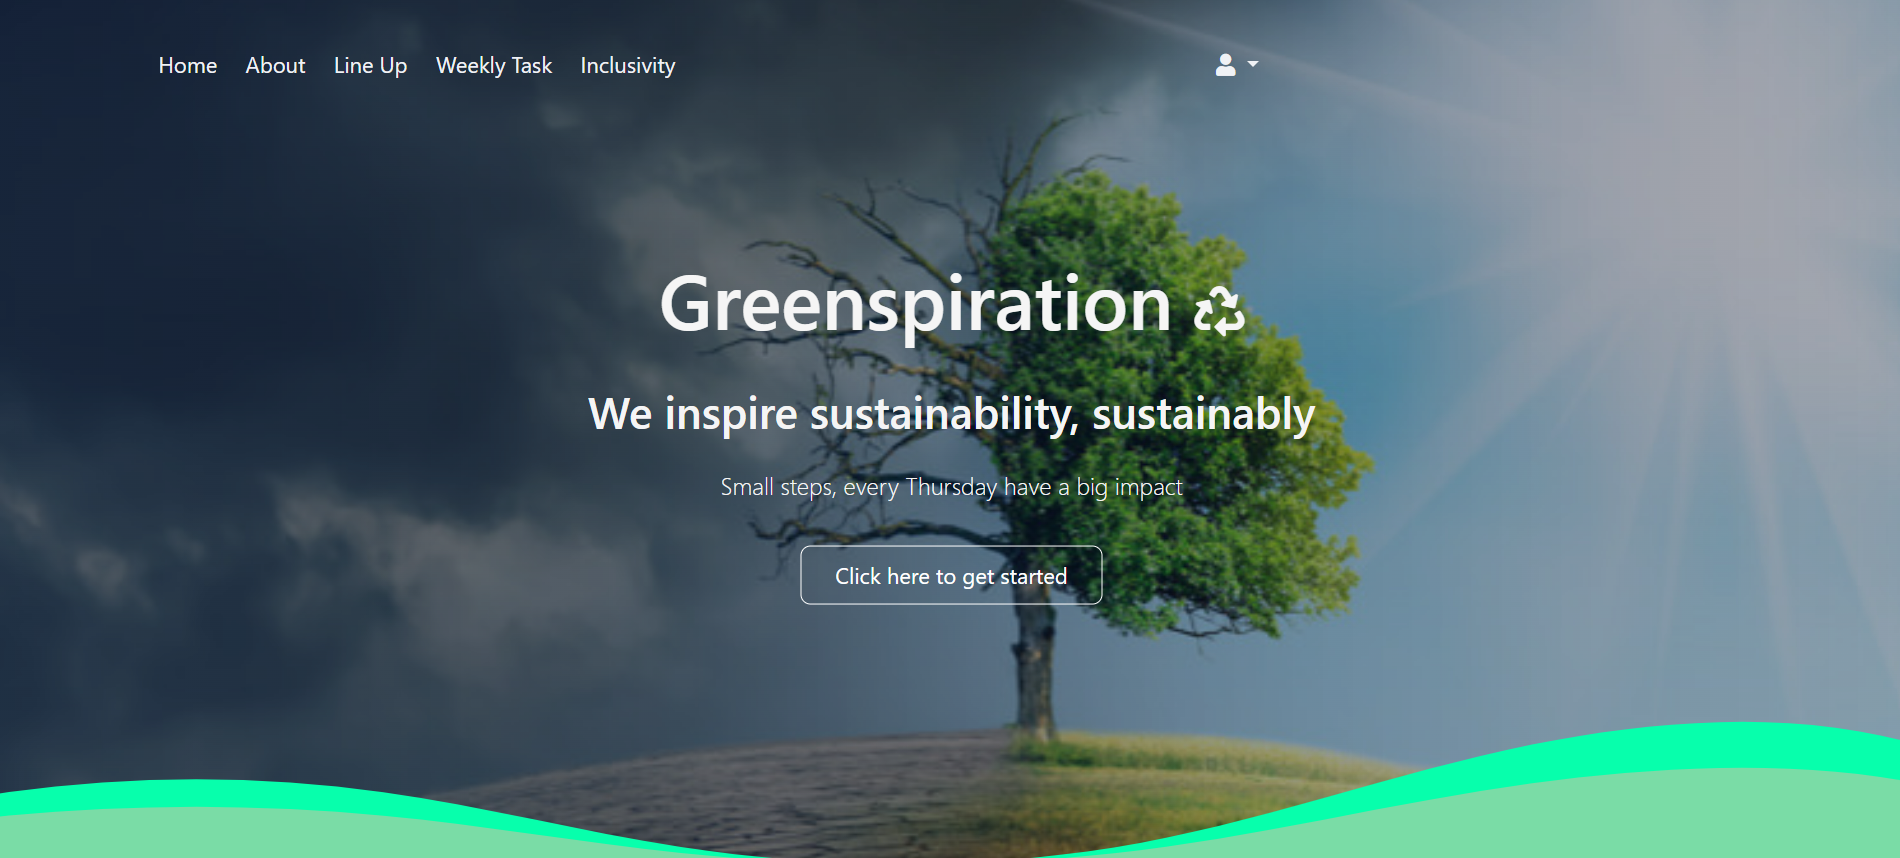 Home About Line Up Weekly Task Inclusivity
Greenspiration
We inspire sustainability, sustainably
Small steps, every Thursday have a big impact
Click here to get started